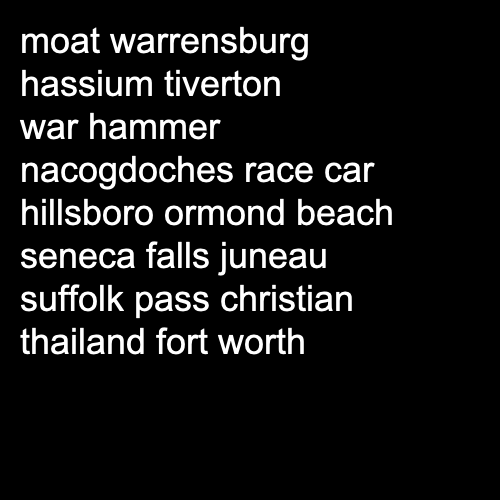 moat warrensburg
hassium tiverton
war hammer
nacogdoches race car
hillsboro ormond beach
seneca falls juneau
suffolk pass christian
thailand fort worth